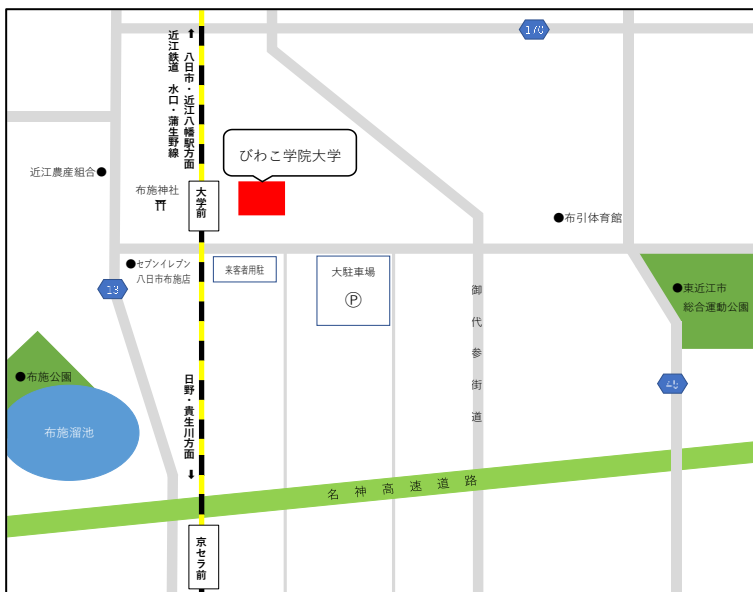 170
八日市・近江八幡駅方面
近江鉄道 水口・蒲生野線
びわこ学院大学
近江農産組合
布施神社
大学前
布引体育館
セブンイレブン
八日市布施店
来客者用駐
大駐車場
P
13
御代参街道
東近江市
総合運動公園
布施公園
日野・貴生川方面
45
布施溜池
名神高速道路
京セラ前